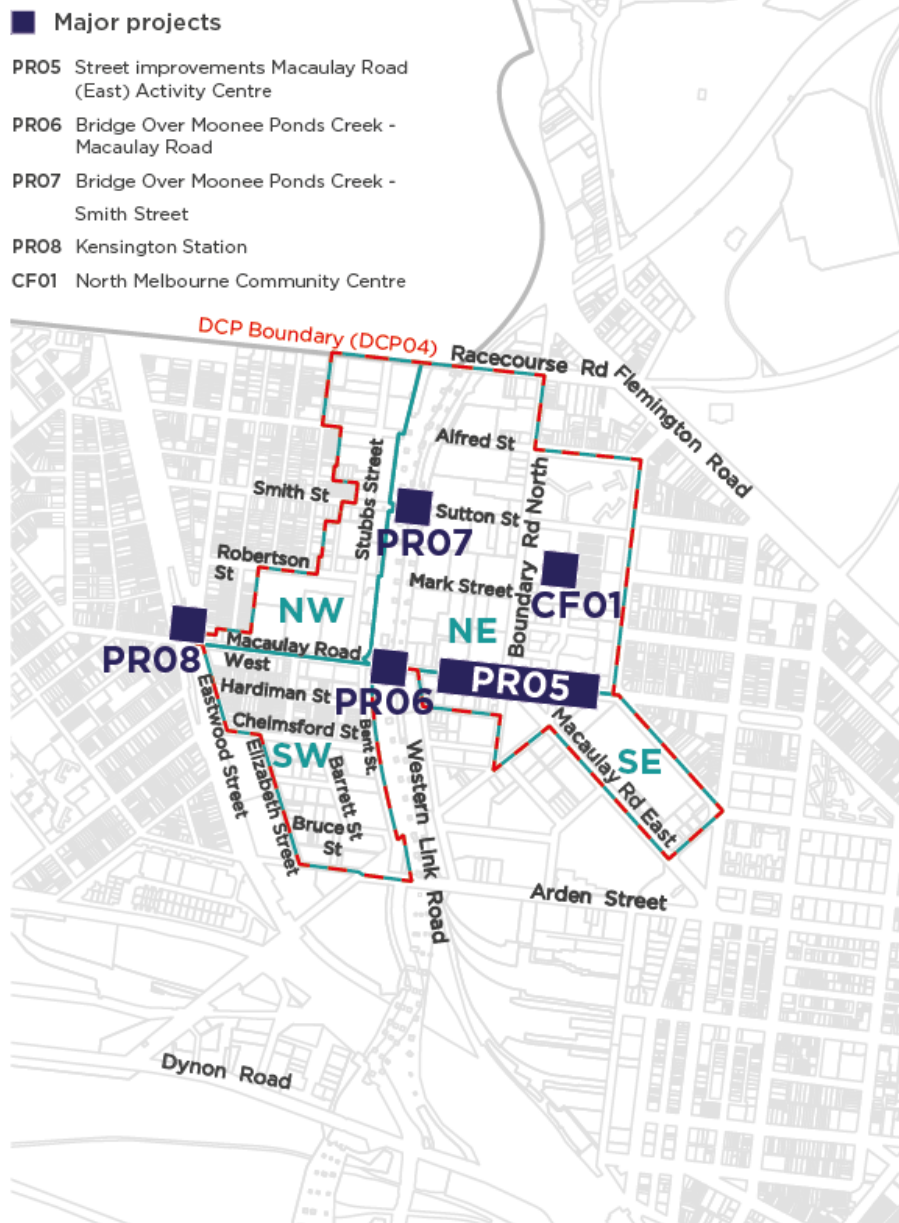 Major projects
PR05 Street improvements Macaulay Road
(East) Activity Centre
PR06 Bridge Over Moonee Ponds Creek -
Macaulay Road
PR07 Bridge Over Moonee Ponds Creek -
Smith Street
PR08 Kensington Station
CF01 North Melbourne Community Centre
DCP Boundary (DCP04)
Racecourse Rd
Flemington Road
Alfred St
Stubbs Street
Smith St
Boundary Rd North
Sutton St
PR07
Robertson
St
Mark Street
CF01
NW
NE
PR08
Macaulay Road
West
PR06
PR05
Hardiman St
Eastwood Street
Chelmsford St
Bent St.
SW
Elizabeth Street
Barrett St
Western Link Road
Macaulay Rd East
SE
Bruce
St
Arden Street
Dynon Road